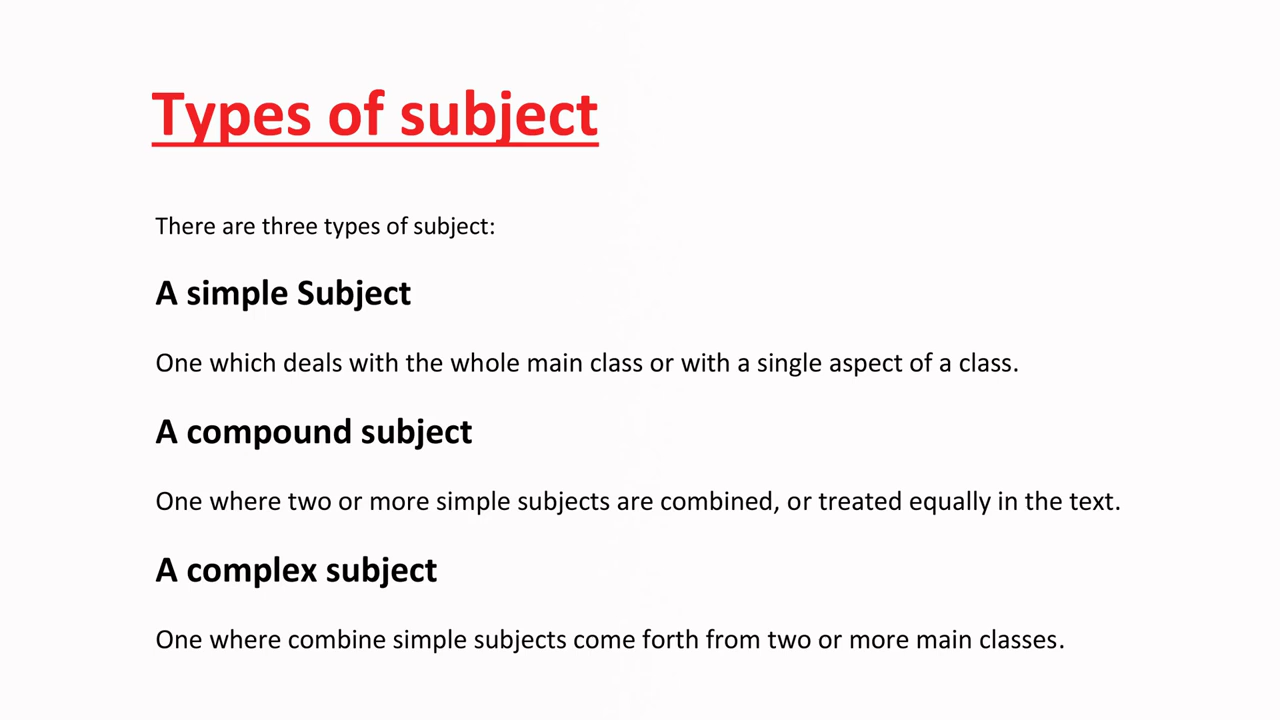 Types of subject
There are three types of subject:
A simple Subject
One which deals with the whole main class or with a single aspect of a class.
A compound subject
One where two or more simple subjects are combined, or treated equally in the text.
A complex subject
One where combine simple subjects come forth from two or more main classes.